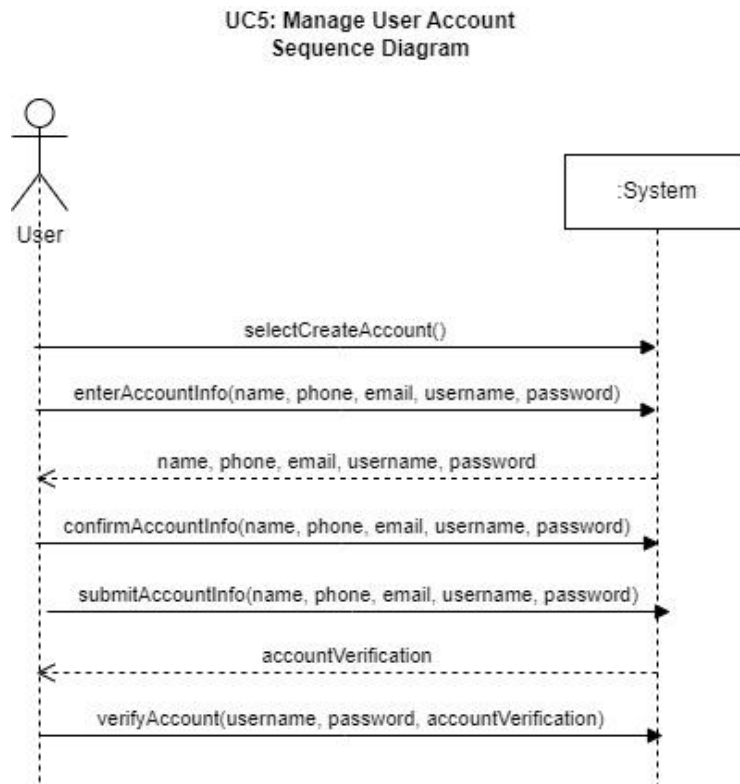 UC5: Manage User Account
Sequence Diagram
:System
User
selectCreateAccount()
enterAccountInfo(name, phone, email, username, password)
name, phone, email, username, password
confirmAccountInfo(name, phone, email, username, password)
submitAccountInfo(name, phone, email, username, password)
accountVerification
verifyAccount(username, password, accountVerification)